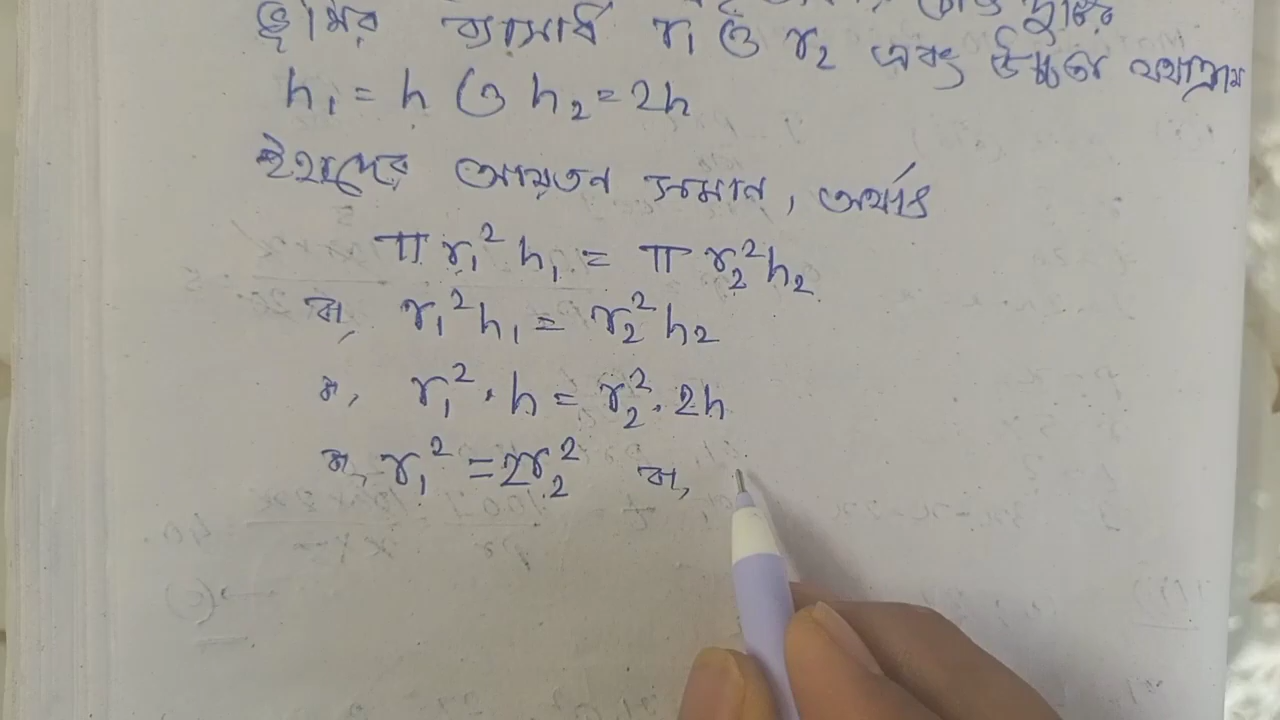 ভূমির ব্যাসার্ধ r₁ ও r₂ এবং উচ্চতা যথাক্রমে
h₁ = h ও h₂ = 2h
ইহাদের আয়তন সমান, অর্থাৎ
π r₁² h₁ = π r₂² h₂
বা, r₁² h₁ = r₂² h₂
বা, r₁² · h = r₂² · 2h
বা, r₁² = 2r₂² বা,